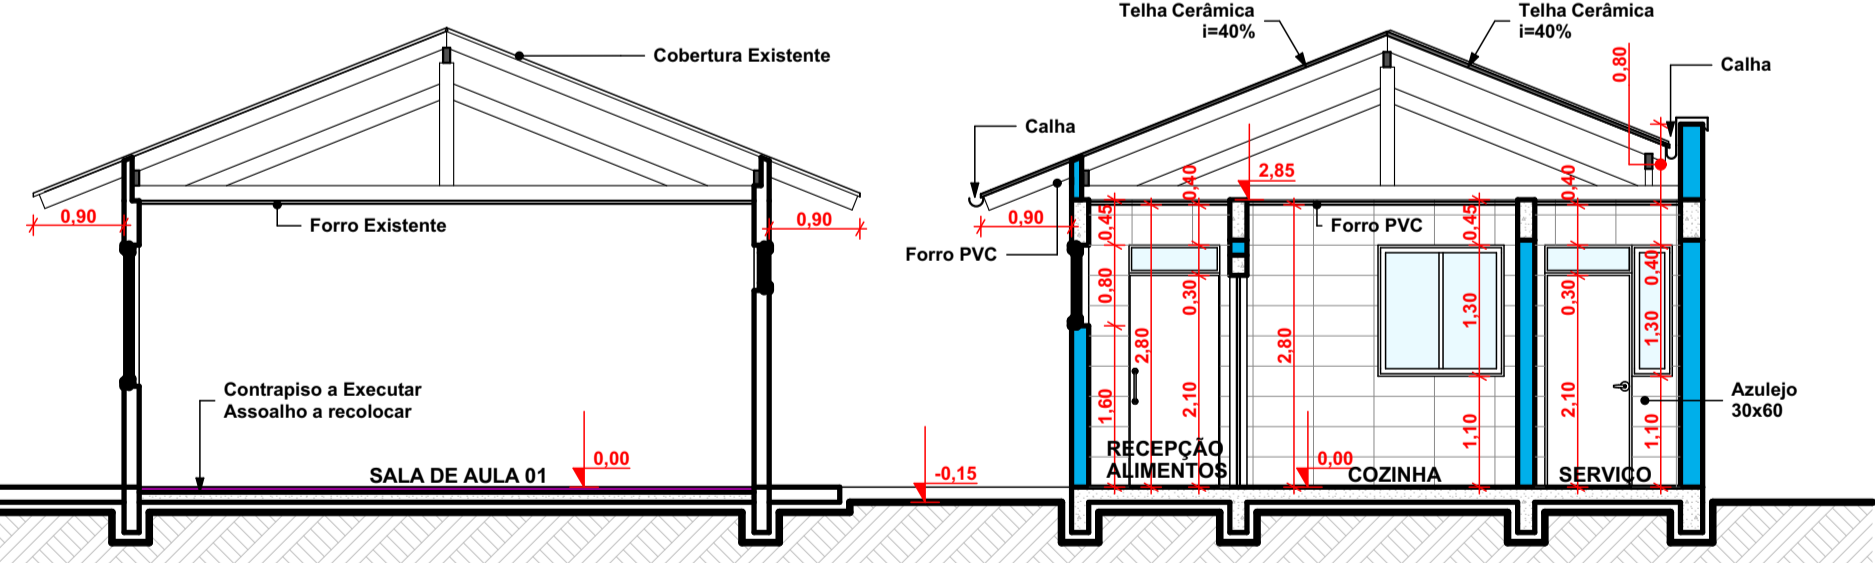 Cobertura Existente
0,90
0,90
Forro Existente
Contrapiso a Executar
Assoalho a recolocar
SALA DE AULA 01
0,00
-0,15
Telha Cerâmica
i=40%
Telha Cerâmica
i=40%
0,80
Calha
Calha
2,85
0,40
0,40
0,90
0,45
Forro PVC
0,45
Forro PVC
0,80
0,30
1,30
0,30
0,40
1,30
2,80
2,80
1,60
2,10
1,10
2,10
1,10
Azulejo
30x60
RECEPÇÃO
ALIMENTOS
0,00
COZINHA
SERVIÇO